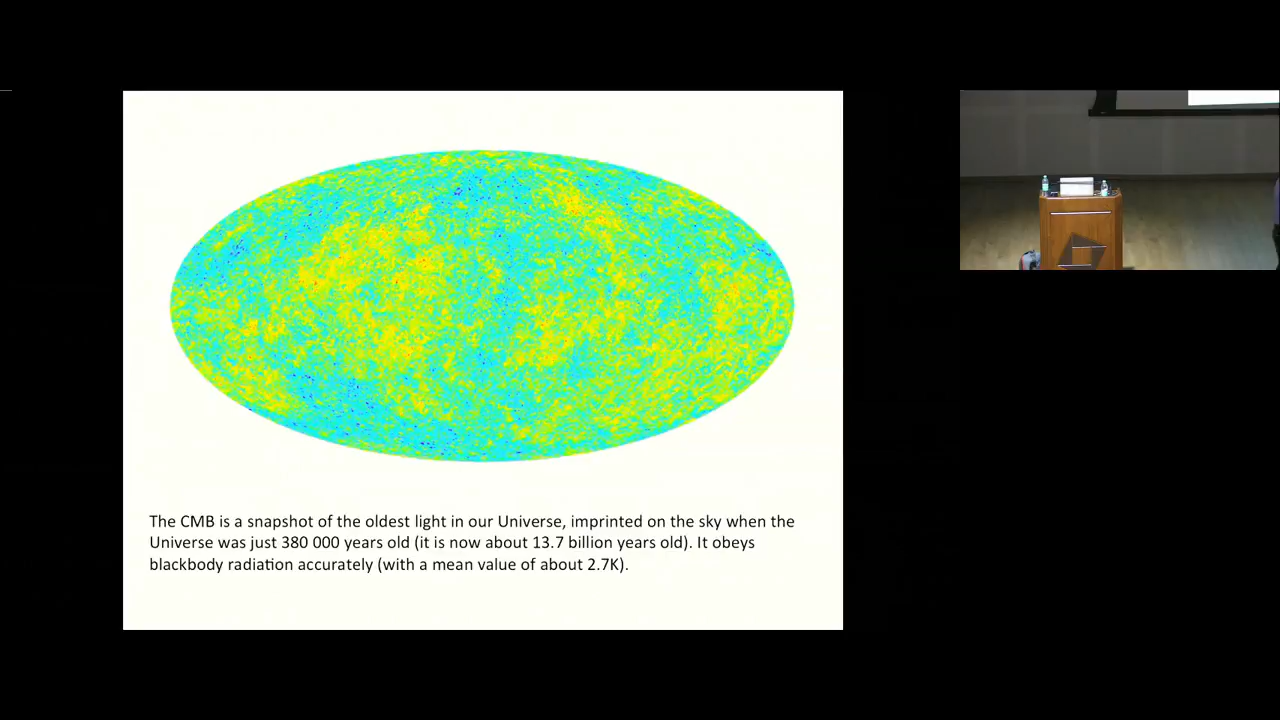 The CMB is a snapshot of the oldest light in our Universe, imprinted on the sky when the
Universe was just 380 000 years old (it is now about 13.7 billion years old). It obeys
blackbody radiation accurately (with a mean value of about 2.7K).